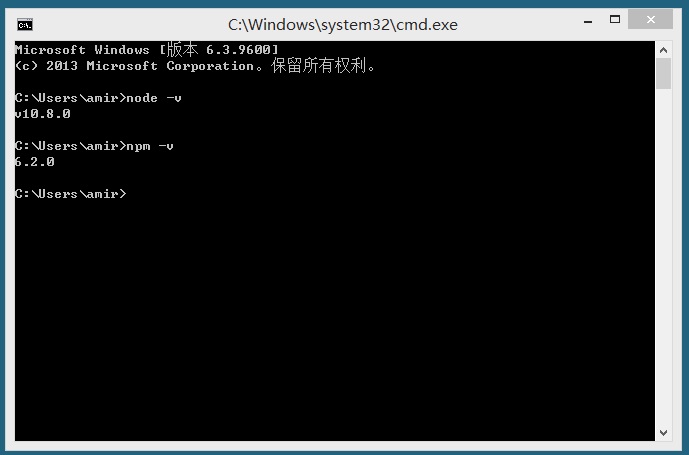 C:\Windows\system32\cmd.exe
Microsoft Windows [版本 6.3.9600]
(c) 2013 Microsoft Corporation。保留所有权利。
C:\Users\amir>node -v
v10.8.0
C:\Users\amir>npm -v
6.2.0
C:\Users\amir>